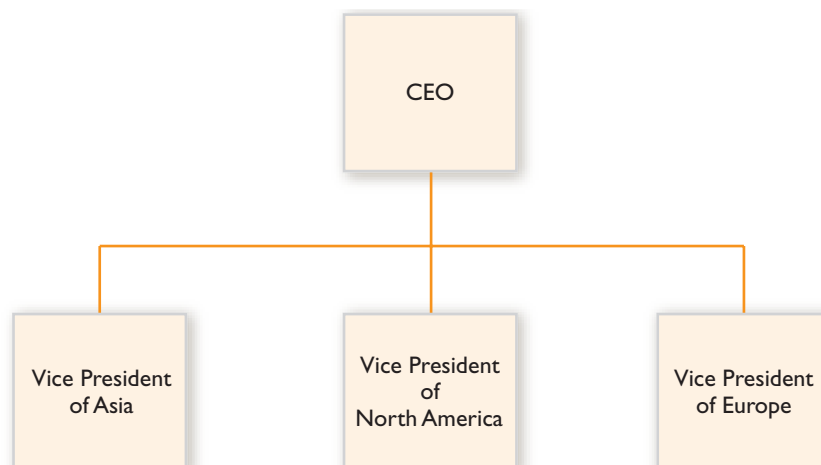 CEO
Vice President
of Asia
Vice President
of
North America
Vice President
of Europe